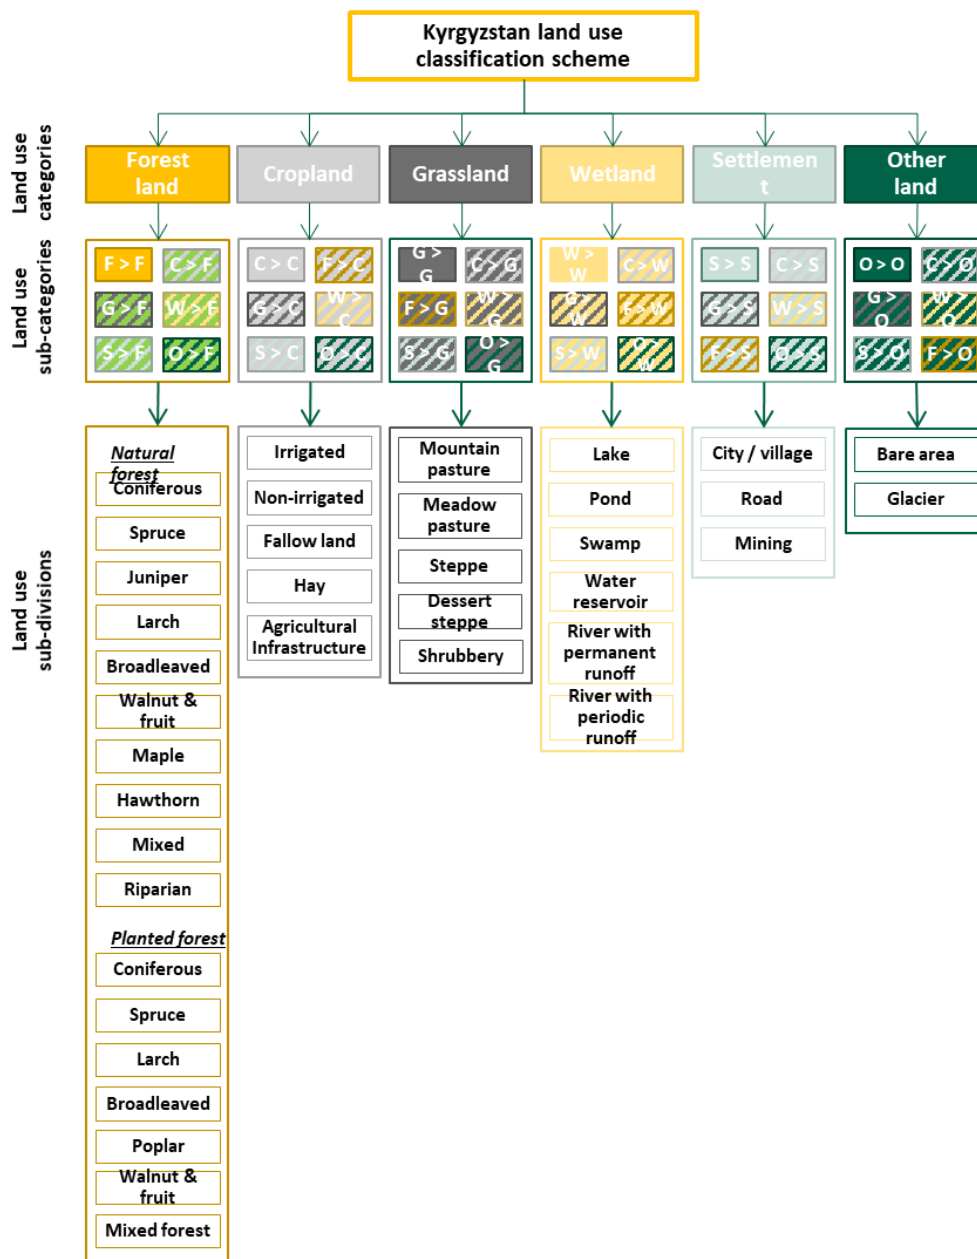 Kyrgyzstan land use
classification scheme
Land use
categories
Forest
land
Cropland
Grassland
Wetland
Settlemen
t
Other
land
Land use
sub-categories
F > F
C > F
G > F
W > F
S > F
O > F
C > C
F > C
G > C
W >
C
S > C
O > C
G >
G
C > G
F > G
W >
G
S > G
O >
G
W >
W
C > W
G >
W
F > W
S > W
O >
W
S > S
C > S
G > S
W > S
F > S
O > S
O > O
C > O
G >
O
W >
O
S > O
F > O
Land use
sub-divisions
Natural
forest
Coniferous
Spruce
Juniper
Larch
Broadleaved
Walnut &
fruit
Maple
Hawthorn
Mixed
Riparian
Planted forest
Coniferous
Spruce
Larch
Broadleaved
Poplar
Walnut &
fruit
Mixed forest
Irrigated
Non-irrigated
Fallow land
Hay
Agricultural
Infrastructure
Mountain
pasture
Meadow
pasture
Steppe
Dessert
steppe
Shrubbery
Lake
Pond
Swamp
Water
reservoir
River with
permanent
runoff
River with
periodic
runoff
City / village
Road
Mining
Bare area
Glacier